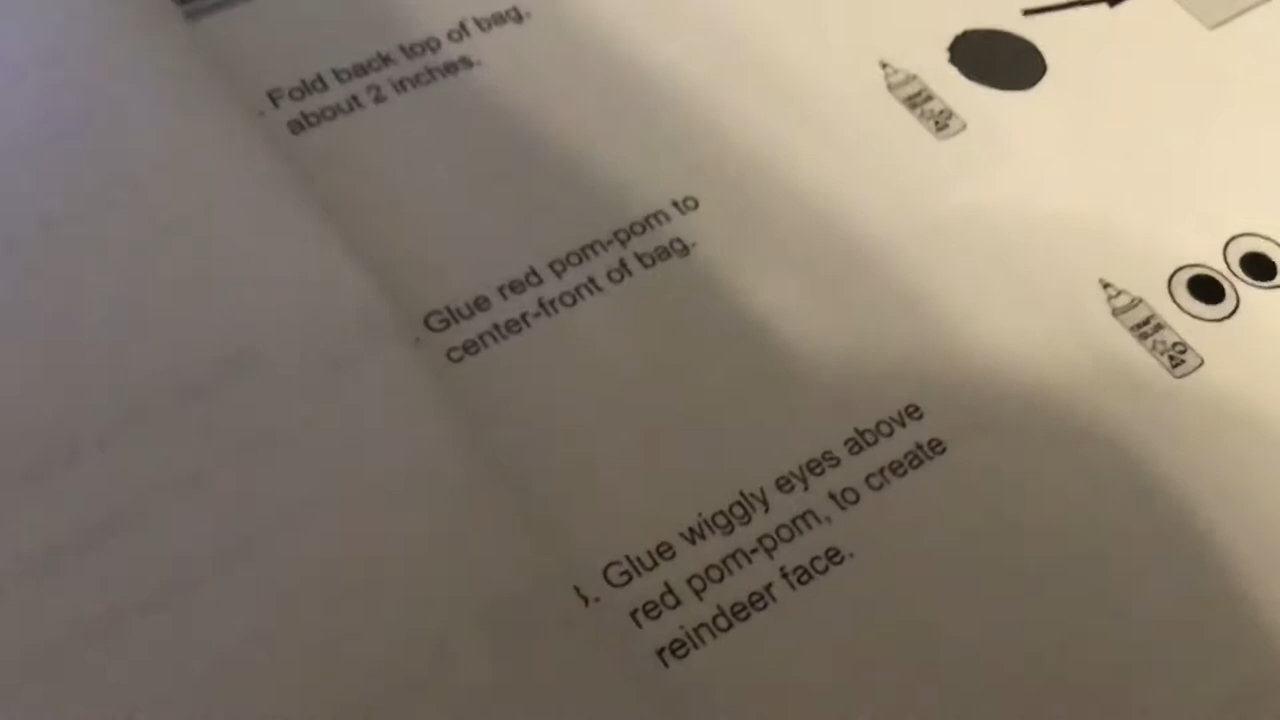 . Fold back top of bag,
about 2 inches.
. Glue red pom-pom to
center-front of bag.
. Glue wiggly eyes above
red pom-pom, to create
reindeer face.